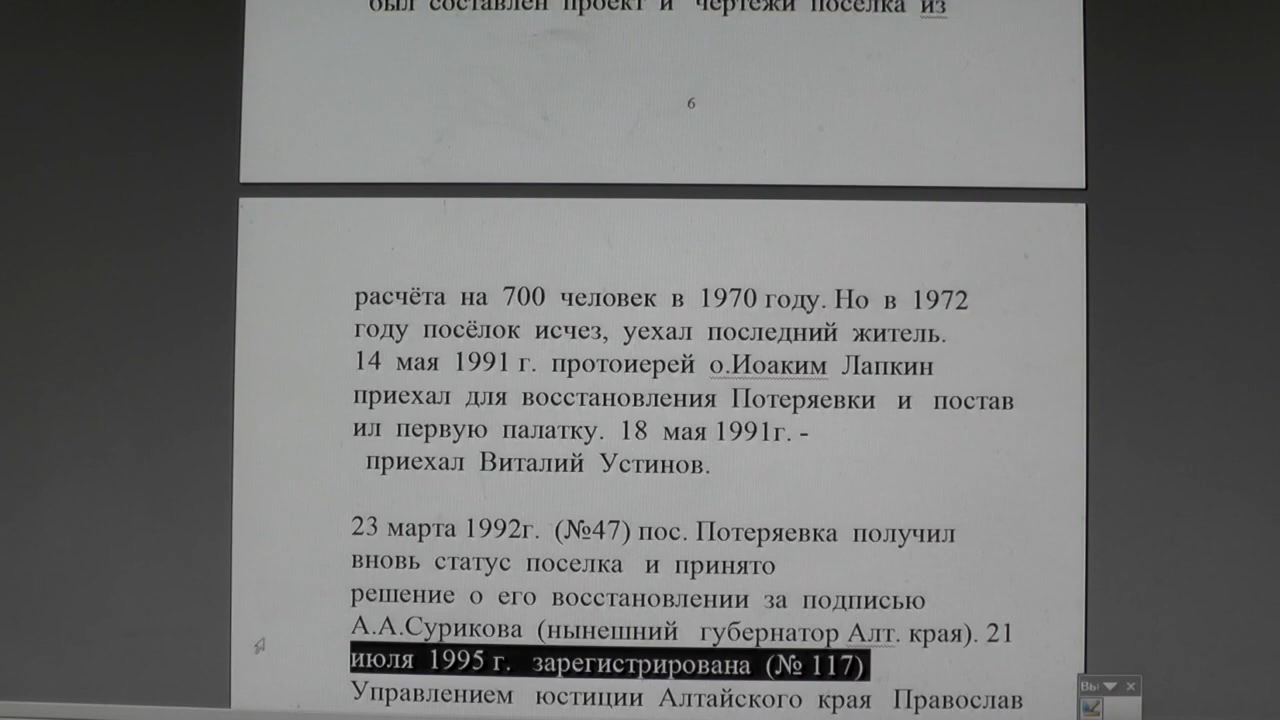 был составлен проект и чертежи поселка из
6
расчёта на 700 человек в 1970 году. Но в 1972
году посёлок исчез, уехал последний житель.
14 мая 1991 г. протоиерей о.Иоаким Лапкин
приехал для восстановления Потеряевки и постав
ил первую палатку. 18 мая 1991г. -
приехал Виталий Устинов.
23 марта 1992г. (№47) пос. Потеряевка получил
вновь статус поселка и принято
решение о его восстановлении за подписью
А.А.Сурикова (нынешний губернатор Алт. края). 21
июля 1995 г. зарегистрирована (№ 117)
Управлением юстиции Алтайского края Православ